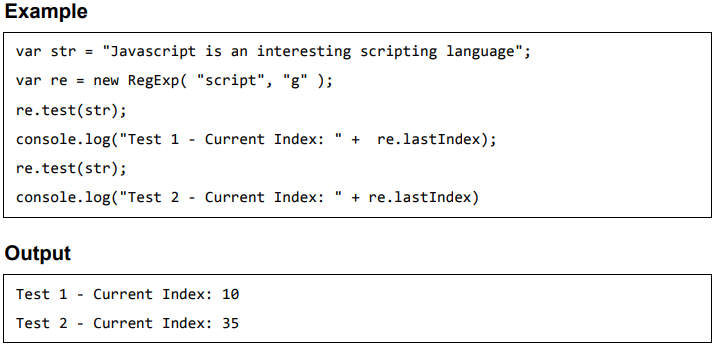 Example
var str = "Javascript is an interesting scripting language";
var re = new RegExp( "script", "g" );
re.test(str);
console.log("Test 1 - Current Index: " +  re.lastIndex);
re.test(str);
console.log("Test 2 - Current Index: " + re.lastIndex)
Output
Test 1 - Current Index: 10
Test 2 - Current Index: 35